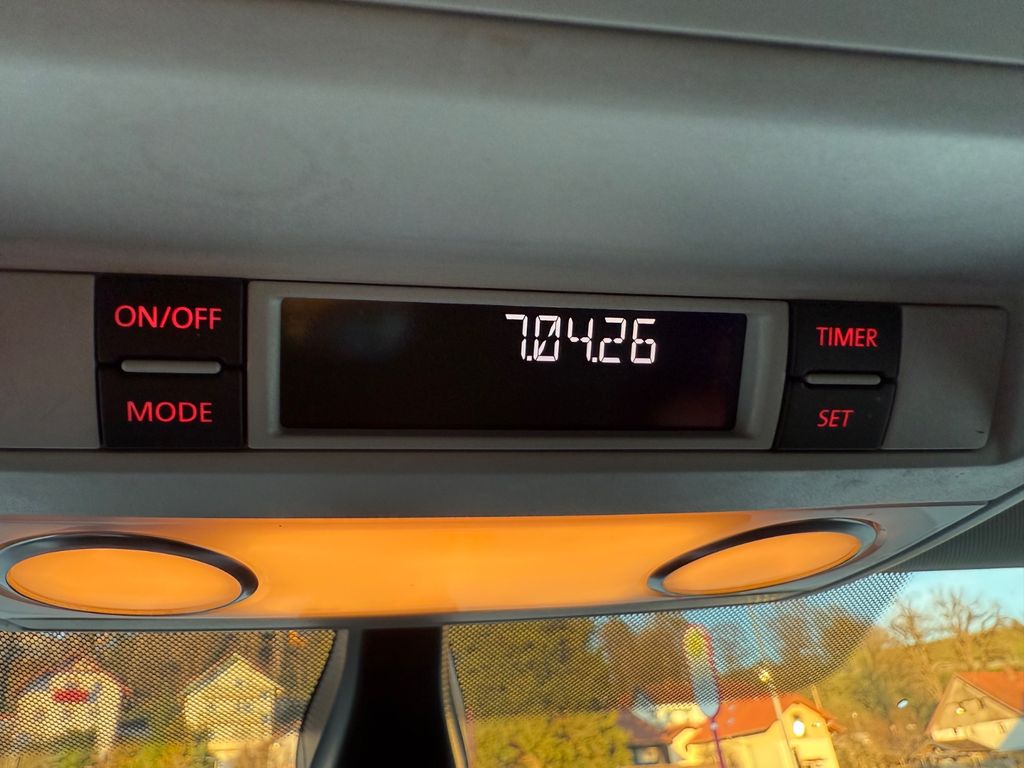 ON/OFF
MODE
7.04.26
TIMER
SET